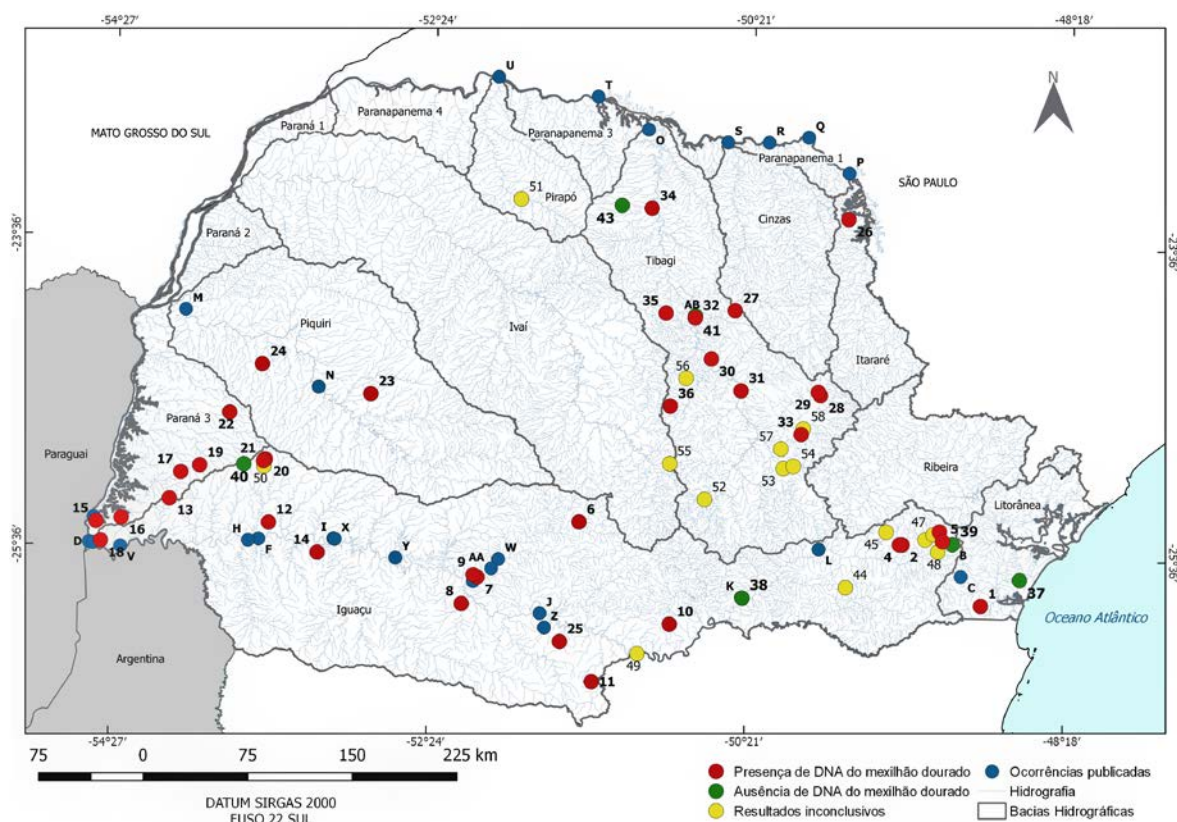 -54°27' -52°24' -50°21' -48°18'
U
T
N
Paranapanema 4
Paraná 1
Paranapanema 3
O
S R Q
MATO GROSSO DO SUL
Paranapanema 1
P
SÃO PAULO
51
Pirapó
34
43
Cinzas
26
-23°36' -23°36'
Paraná 2
Tibagi
M
35 AB 32 27
41
Piquiri
Ivaí
Itararé
24
30
N
23
56
31
36
29 28
58
Paraná 3
22
33
57
Paraguai
17 19 21
40 20
50
55
54
53
Ribeira
13
52
Litorânea
15
16
12
6
D
18 V
H F
I X
14
Y
W
AA
9
7
8
45
47 5 39
4 2
48 B
-25°36' -25°36'
L
44
C
K 38
37
1
Iguaçu
J
Z
25
10
49
11
Argentina
Oceano Atlântico
-54°27' -52°24' -50°21' -48°18'
75 0 75 150 225 km
DATUM SIRGAS 2000
FUSO 22 SUL
Presença de DNA do mexilhão dourado
Ausência de DNA do mexilhão dourado
Resultados inconclusivos
Ocorrências publicadas
Hidrografia
Bacias Hidrográficas